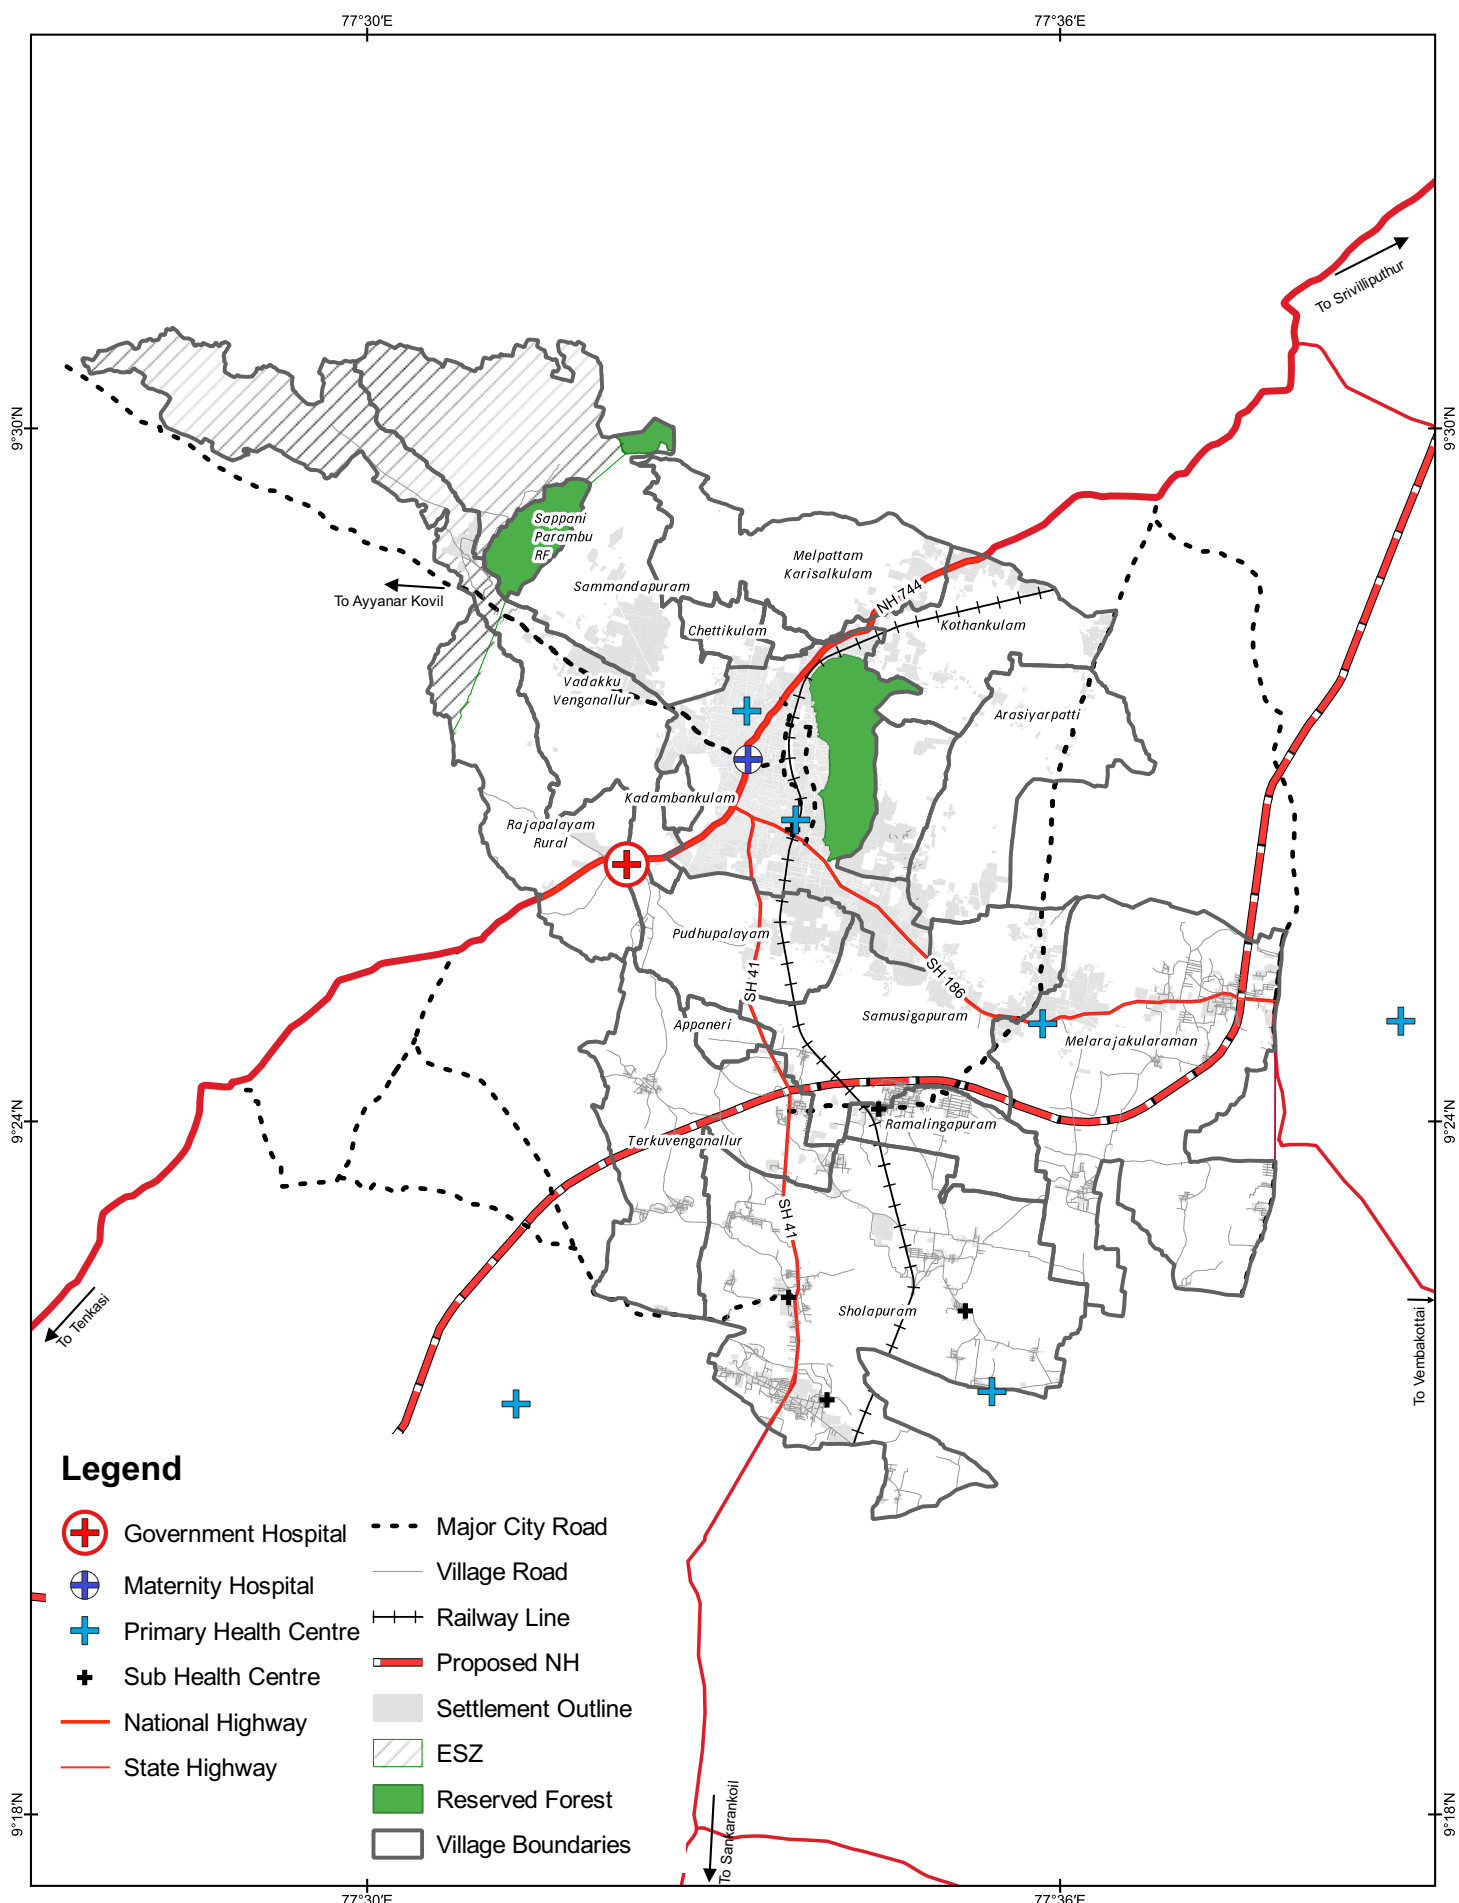 77°30'E
77°36'E
To Srivilliputhur
9°30'N
9°30'N
Sappani
Parambu
RF
Melpattam
Karisalkulam
Sammandapuram
NH 744
To Ayyanar Kovil
Chettikulam
Kothankulam
Vadakku
Venganallur
Arasiyarpatti
Kadambankulam
Rajapalayam
Rural
Pudhupalayam
SH 41
SH 186
Appaneri
Samusigapuram
Melarajakularaman
9°24'N
9°24'N
Ramalingapuram
Terkuvenganallur
SH 41
Sholapuram
To Tenkasi
To Vembakottai
Legend
Government Hospital
Maternity Hospital
Primary Health Centre
Sub Health Centre
National Highway
State Highway
Major City Road
Village Road
Railway Line
Proposed NH
Settlement Outline
ESZ
Reserved Forest
Village Boundaries
To Sankarankoil
9°18'N
9°18'N
77°30'E
77°36'E